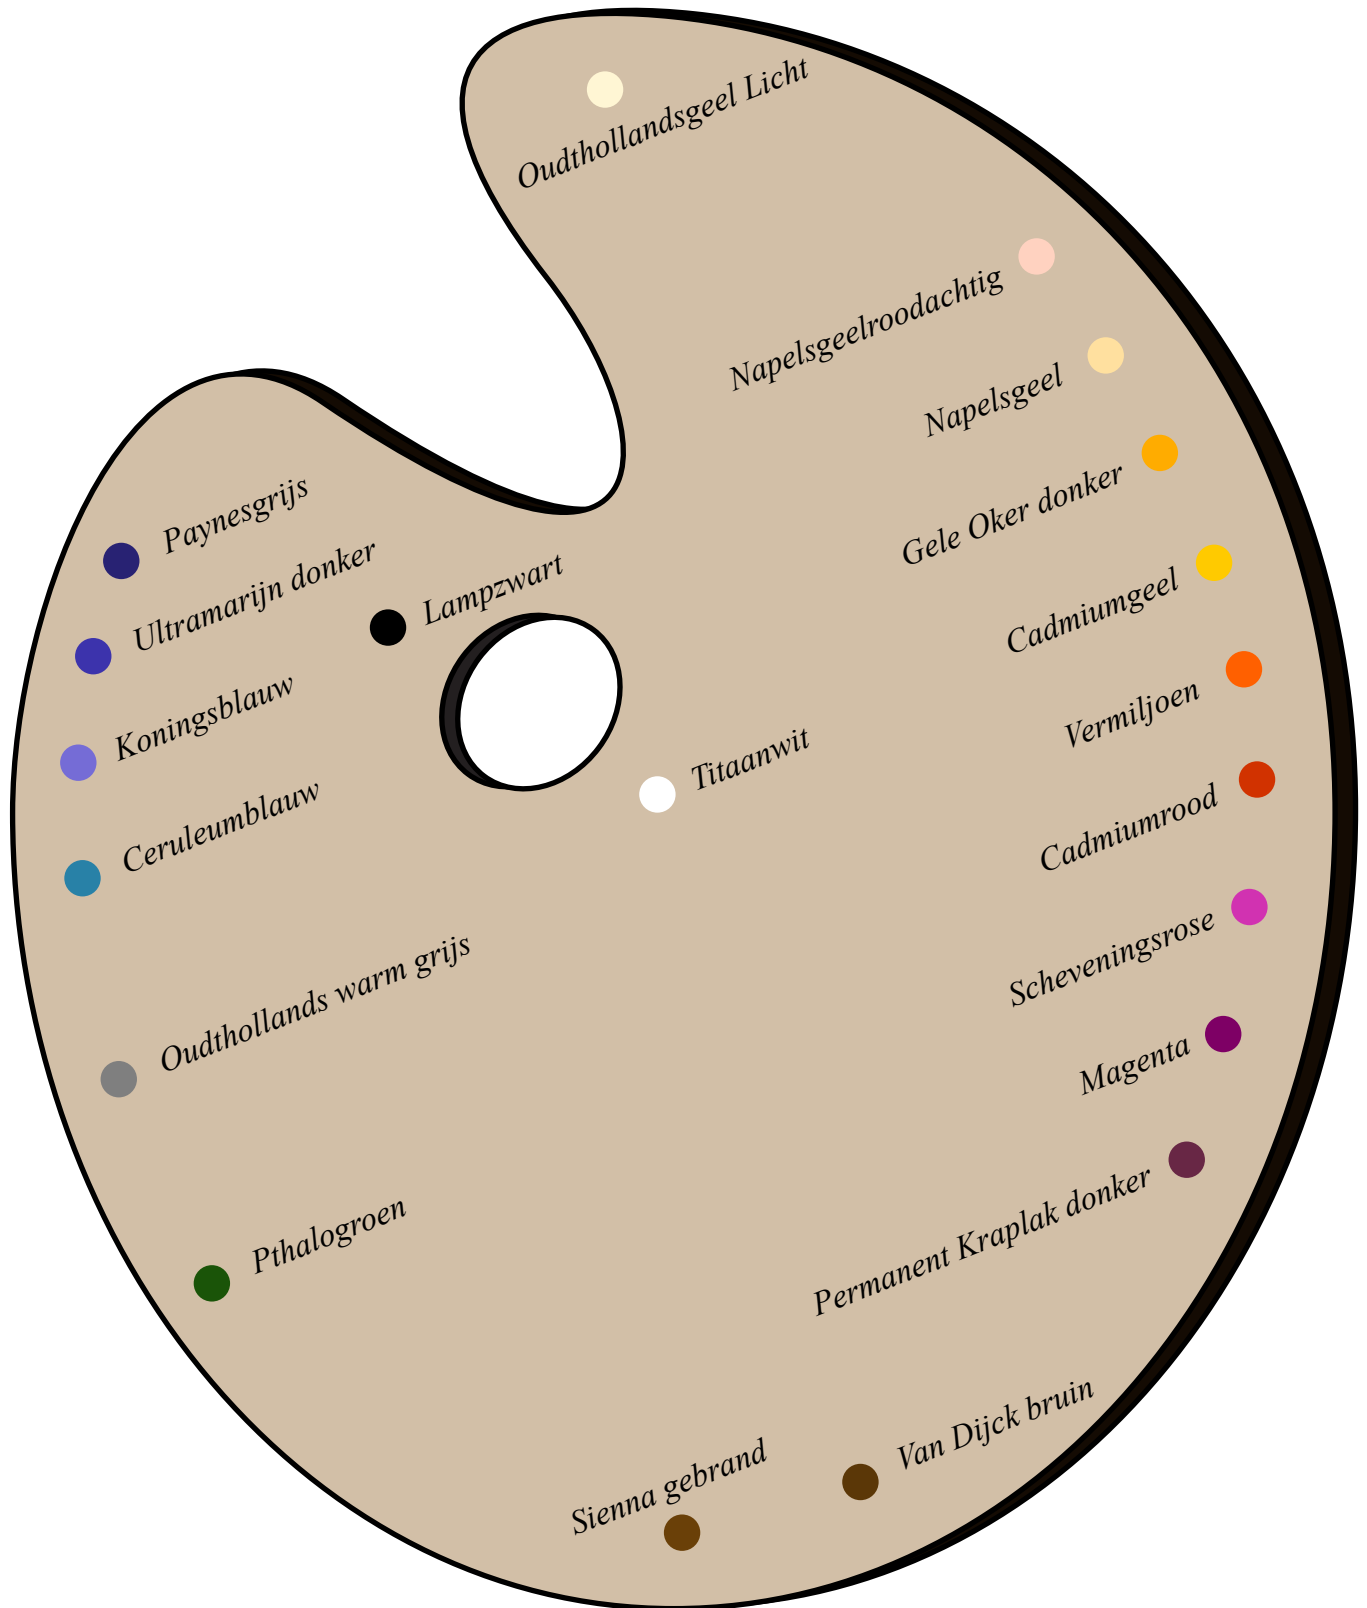 Oudthollandsgeel Licht
Napelsgeelroodachtig
Napelsgeel
Gele Oker donker
Cadmiumgeel
Vermiljoen
Cadmiumrood
Scheveningsrose
Magenta
Permanent Kraplak donker
Van Dijck bruin
Sienna gebrand
Paynesgrijs
Ultramarijn donker
Lampzwart
Koningsblauw
Titaanwit
Ceruleumblauw
Oudthollands warm grijs
Pthalogroen